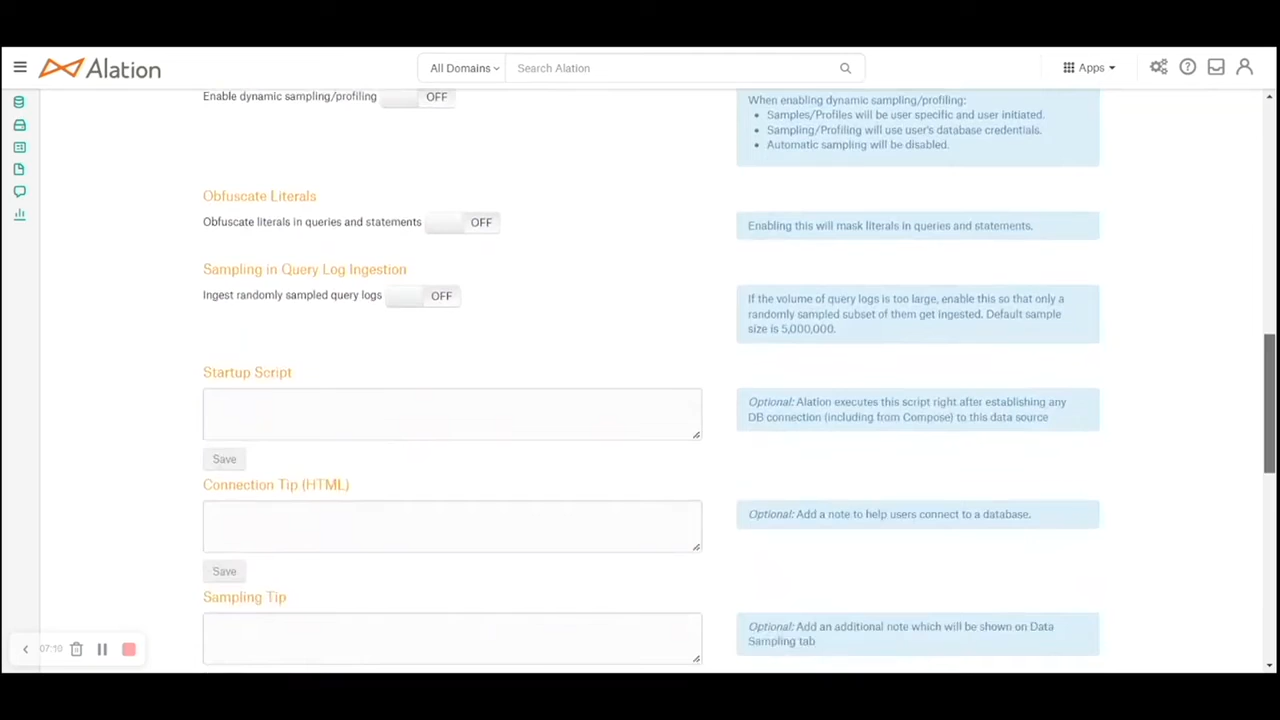 Alation
All Domains
Search Alation
Apps
Enable dynamic sampling/profiling OFF
When enabling dynamic sampling/profiling:
Samples/Profiles will be user specific and user initiated.
Sampling/Profiling will use user's database credentials.
Automatic sampling will be disabled.
Obfuscate Literals
Obfuscate literals in queries and statements OFF
Enabling this will mask literals in queries and statements.
Sampling in Query Log Ingestion
Ingest randomly sampled query logs OFF
If the volume of query logs is too large, enable this so that only a
randomly sampled subset of them get ingested. Default sample
size is 5,000,000.
Startup Script
Optional: Alation executes this script right after establishing any
DB connection (including from Compose) to this data source
Save
Connection Tip (HTML)
Optional: Add a note to help users connect to a database.
Save
Sampling Tip
Optional: Add an additional note which will be shown on Data
Sampling tab
07:10